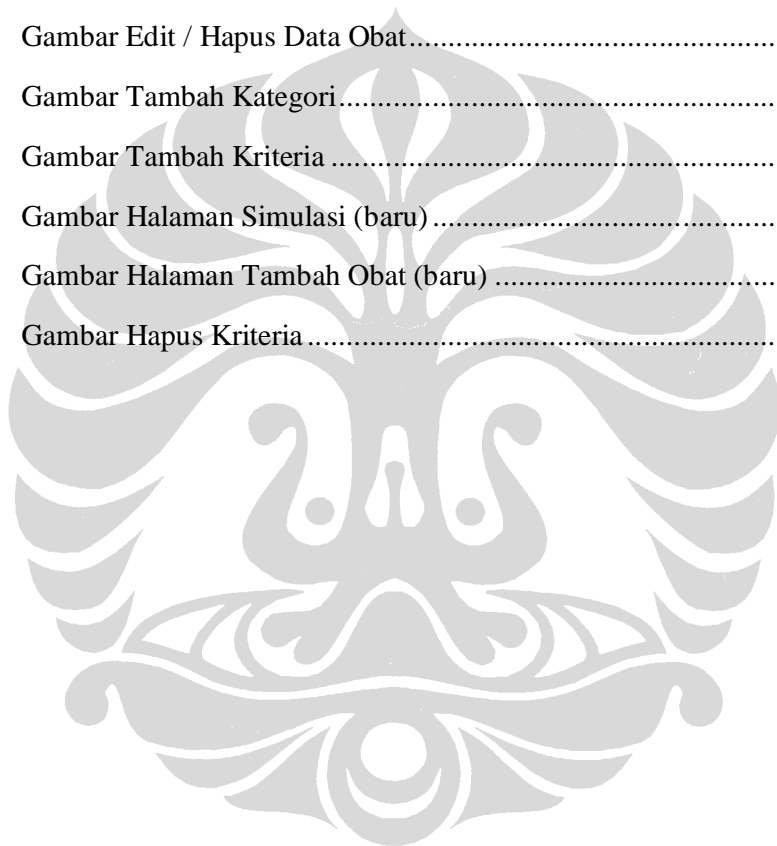 Gambar Edit / Hapus Data Obat................................................
Gambar Tambah Kategori..........................................................
Gambar Tambah Kriteria ...........................................................
Gambar Halaman Simulasi (baru) .............................................
Gambar Halaman Tambah Obat (baru) .....................................
Gambar Hapus Kriteria ..............................................................